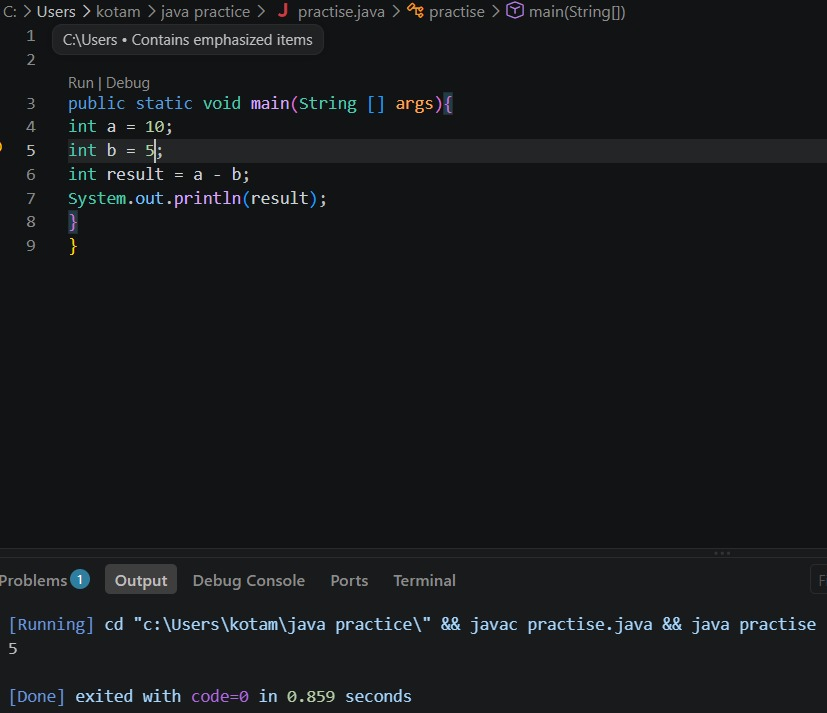 C: > Users > kotam > java practice > J practise.java > practise > main(String[])
1
C:\Users • Contains emphasized items
2
Run | Debug
3 public static void main(String [] args){
4 int a = 10;
5 int b = 5;
6 int result = a - b;
7 System.out.println(result);
8 }
9 }
Problems 1 Output Debug Console Ports Terminal
[Running] cd "c:\Users\kotam\java practice\" && javac practise.java && java practise
5
[Done] exited with code=0 in 0.859 seconds